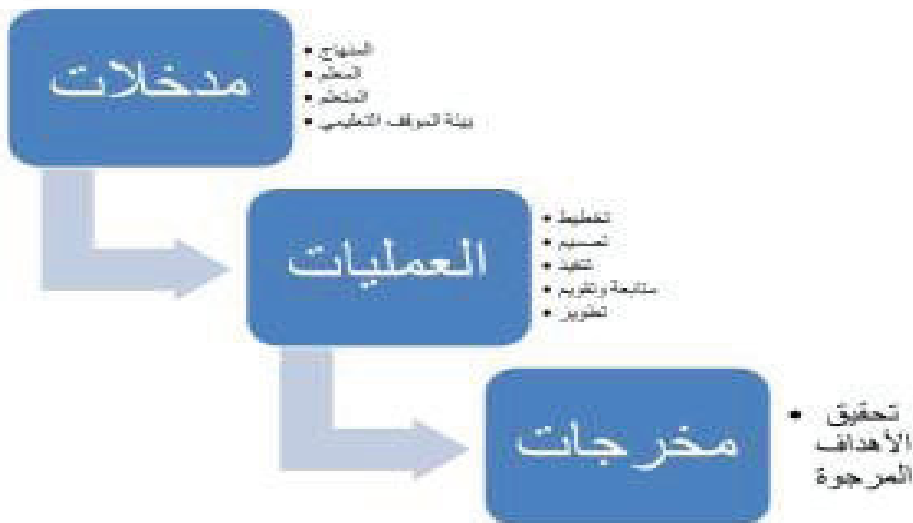 مدخلات
• المنهاج
• المعلم
• المتعلم
• بيئة الموقف التعليمي
العمليات
• تخطيط
• تصميم
• تنفيذ
• متابعة وتقويم
• تطوير
مخرجات
• تحقيق
الأهداف
المرجوة